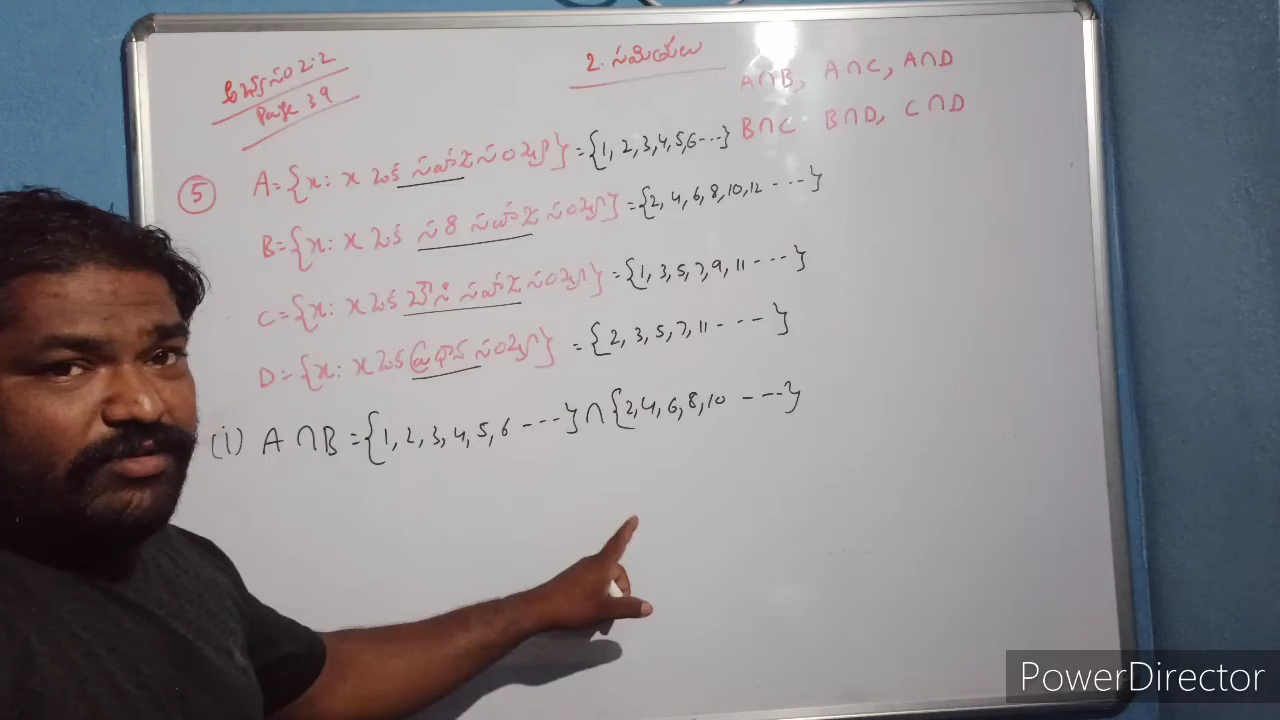 అభ్యాసం 2.2
Page 39
2. సమితులు
A∩B, A∩C, A∩D
B∩C B∩D, C∩D
5
A={x: x ఒక సహజ సంఖ్య} ={1, 2, 3, 4, 5, 6---}
B={x: x ఒక సరి సహజ సంఖ్య} ={2, 4, 6, 8, 10, 12 ----}
C={x: x ఒక బేసి సహజ సంఖ్య} ={1, 3, 5, 7, 9, 11 ----}
D={x: x ఒక ప్రధాన సంఖ్య} ={2, 3, 5, 7, 11-----}
(i) A∩B ={1, 2, 3, 4, 5, 6 ----}∩{2, 4, 6, 8, 10 ----}
PowerDirector